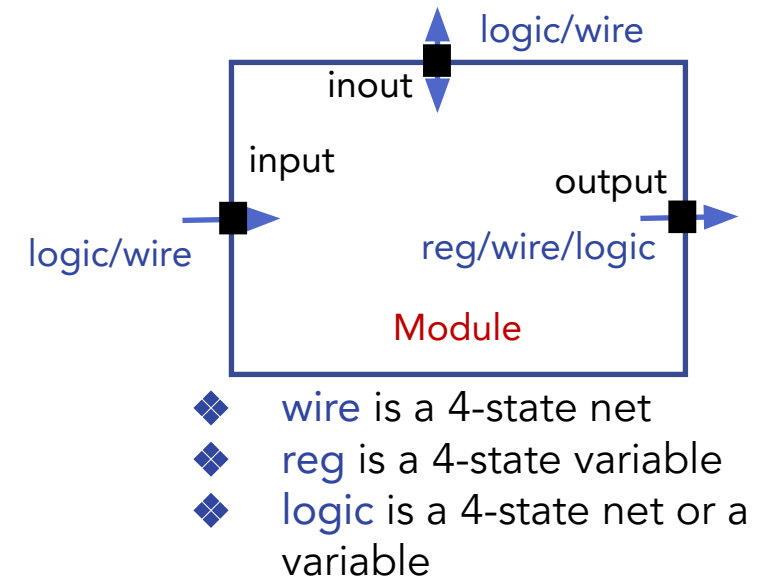 logic/wire
inout
input
output
logic/wire
reg/wire/logic
Module
wire is a 4-state net
reg is a 4-state variable
logic is a 4-state net or a
variable